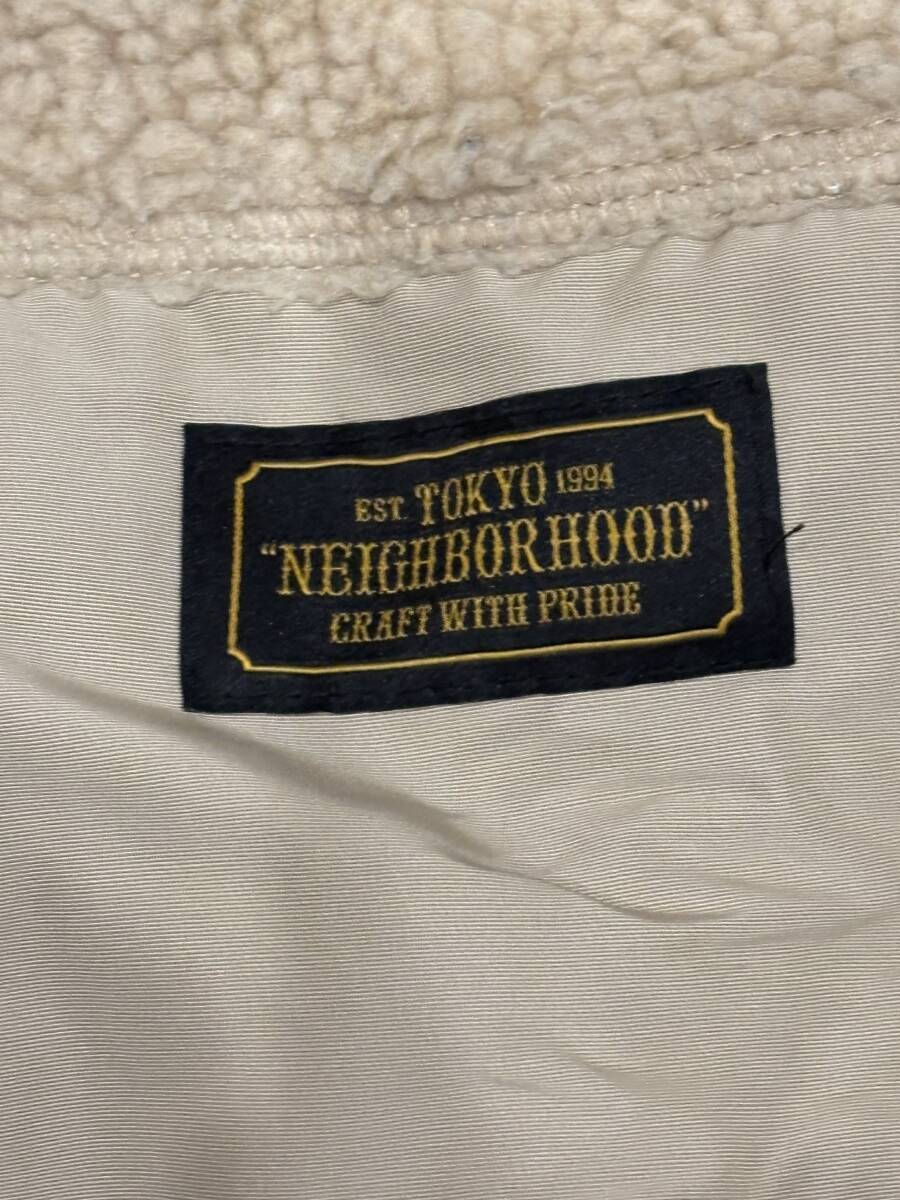 EST. TOKYO 1994
"NEIGHBORHOOD"
CRAFT WITH PRIDE